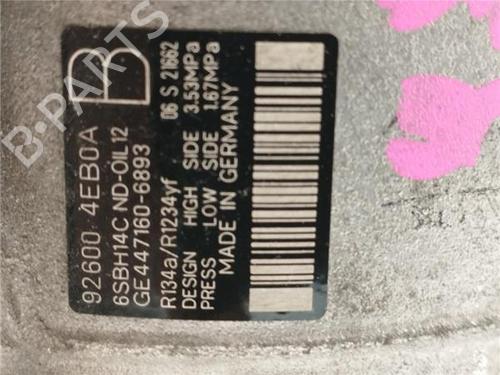 B
92600 4EB0A
6SBH14C ND-OIL12
GE447160-6893
R134a/R1234yf 06 S 21662
DESIGN HIGH SIDE 3.53MPa
PRESS LOW SIDE 1.67MPa
MADE IN GERMANY
B-PARTS